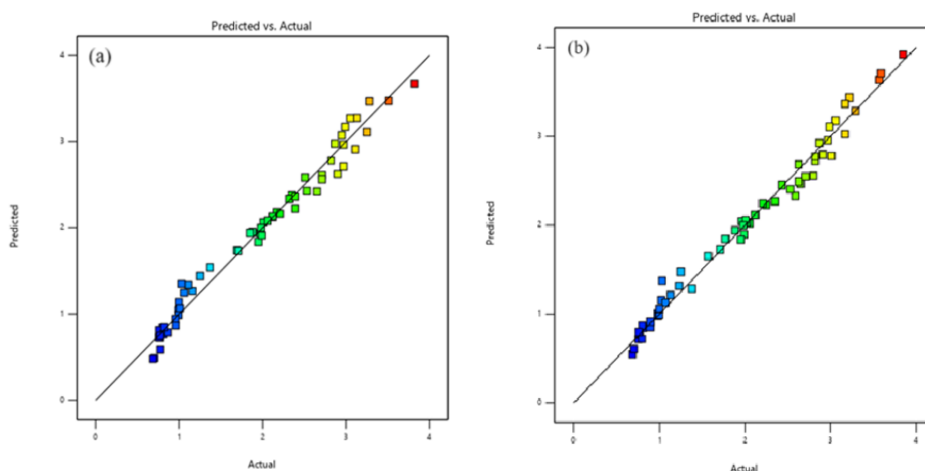 Predicted vs. Actual
(a)
4
3
2
1
0
Predicted
0 1 2 3 4
Actual
Predicted vs. Actual
(b)
4
3
2
1
0
Predicted
0 1 2 3 4
Actual